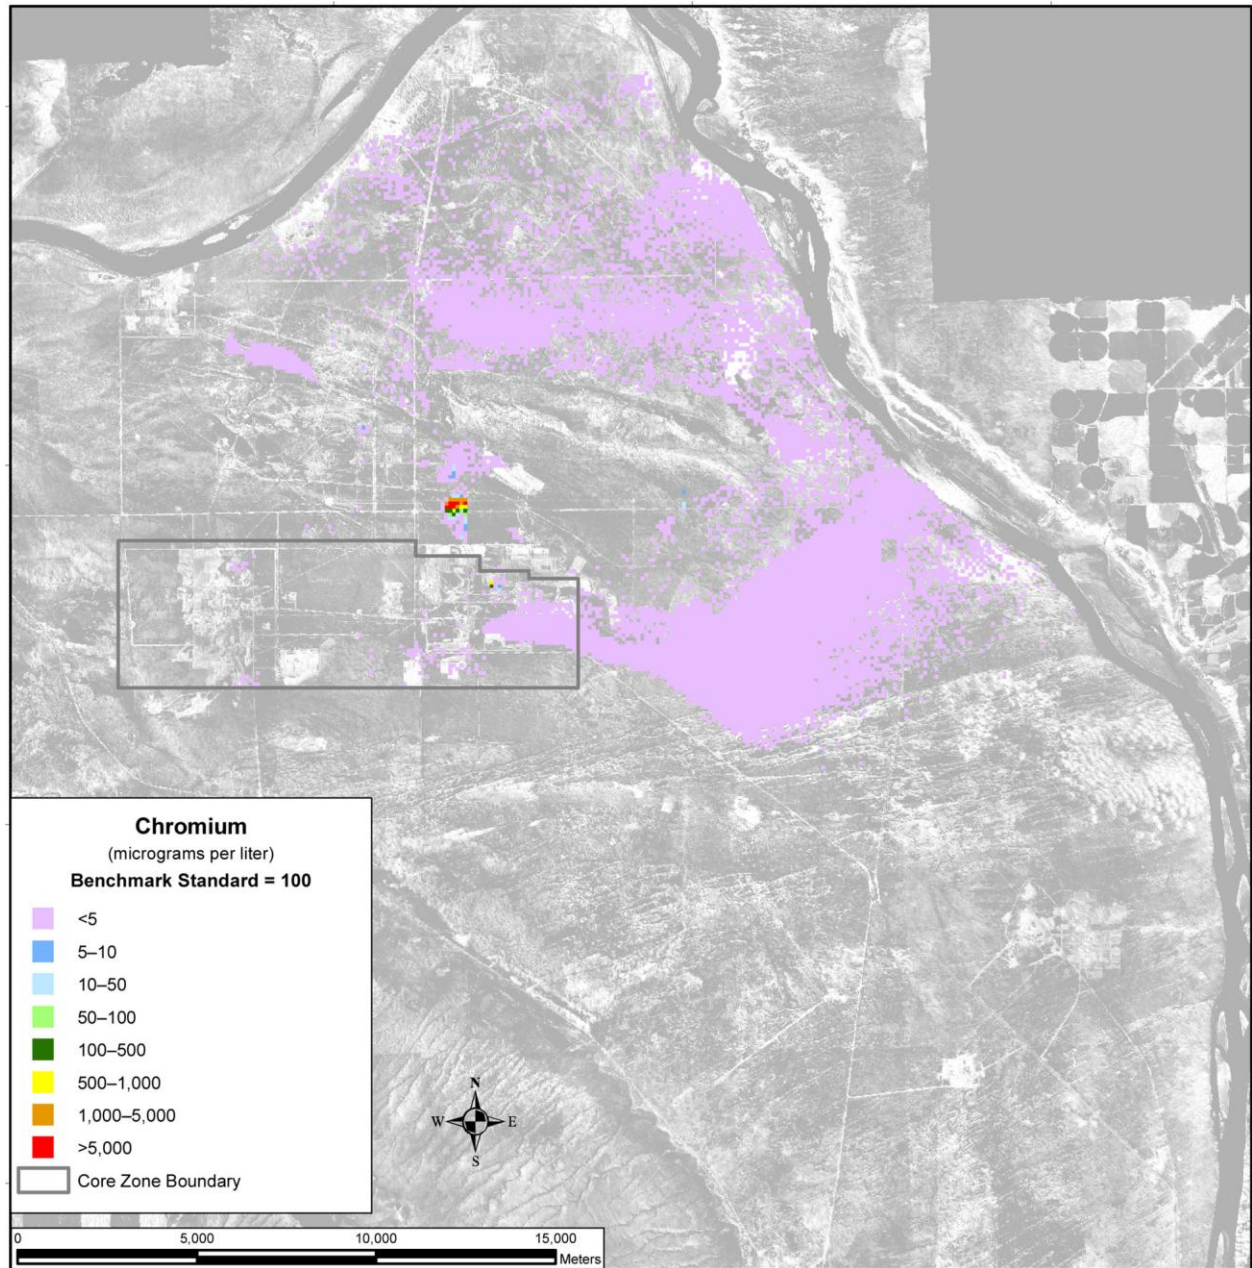 Chromium
(micrograms per liter)
Benchmark Standard = 100
<5
5–10
10–50
50–100
100–500
500–1,000
1,000–5,000
>5,000
Core Zone Boundary
N
W E
S
0 5,000 10,000 15,000
Meters